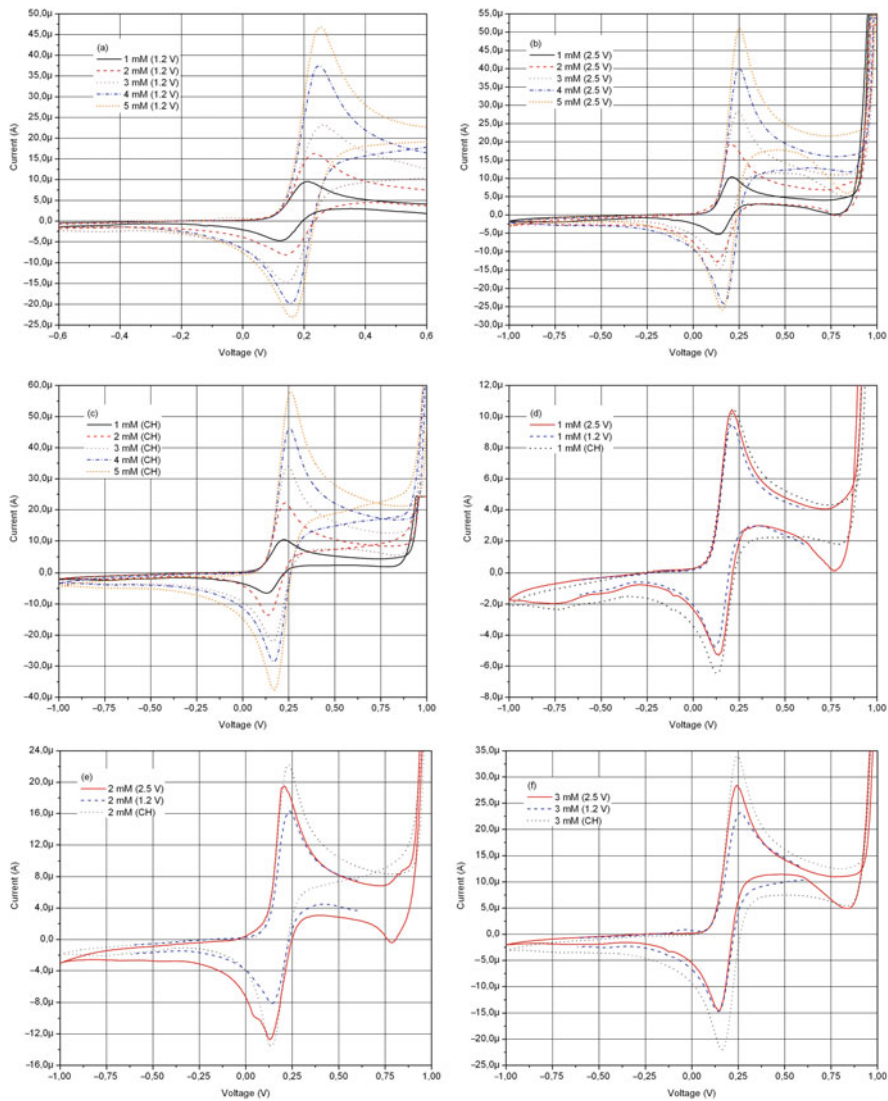 50,0µ
45,0µ
40,0µ
35,0µ
30,0µ
25,0µ
20,0µ
15,0µ
10,0µ
5,0µ
0,0
-5,0µ
-10,0µ
-15,0µ
-20,0µ
-25,0µ
Current (A)
(a)
1 mM (1.2 V)
2 mM (1.2 V)
3 mM (1.2 V)
4 mM (1.2 V)
5 mM (1.2 V)
-0,6 -0,4 -0,2 0,0 0,2 0,4 0,6
Voltage (V)
55,0µ
50,0µ
45,0µ
40,0µ
35,0µ
30,0µ
25,0µ
20,0µ
15,0µ
10,0µ
5,0µ
0,0
-5,0µ
-10,0µ
-15,0µ
-20,0µ
-25,0µ
-30,0µ
Current (A)
(b)
1 mM (2.5 V)
2 mM (2.5 V)
3 mM (2.5 V)
4 mM (2.5 V)
5 mM (2.5 V)
-1,00 -0,75 -0,50 -0,25 0,00 0,25 0,50 0,75 1,00
Voltage (V)
60,0µ
50,0µ
40,0µ
30,0µ
20,0µ
10,0µ
0,0
-10,0µ
-20,0µ
-30,0µ
-40,0µ
Current (A)
(c)
1 mM (CH)
2 mM (CH)
3 mM (CH)
4 mM (CH)
5 mM (CH)
-1,00 -0,75 -0,50 -0,25 0,00 0,25 0,50 0,75 1,00
Voltage (V)
12,0µ
10,0µ
8,0µ
6,0µ
4,0µ
2,0µ
0,0
-2,0µ
-4,0µ
-6,0µ
-8,0µ
Current (A)
(d)
1 mM (2.5 V)
1 mM (1.2 V)
1 mM (CH)
-1,00 -0,75 -0,50 -0,25 0,00 0,25 0,50 0,75 1,00
Voltage (V)
24,0µ
20,0µ
16,0µ
12,0µ
8,0µ
4,0µ
0,0
-4,0µ
-8,0µ
-12,0µ
-16,0µ
Current (A)
(e)
2 mM (2.5 V)
2 mM (1.2 V)
2 mM (CH)
-1,00 -0,75 -0,50 -0,25 0,00 0,25 0,50 0,75 1,00
Voltage (V)
35,0µ
30,0µ
25,0µ
20,0µ
15,0µ
10,0µ
5,0µ
0,0
-5,0µ
-10,0µ
-15,0µ
-20,0µ
-25,0µ
Current (A)
(f)
3 mM (2.5 V)
3 mM (1.2 V)
3 mM (CH)
-1,00 -0,75 -0,50 -0,25 0,00 0,25 0,50 0,75 1,00
Voltage (V)